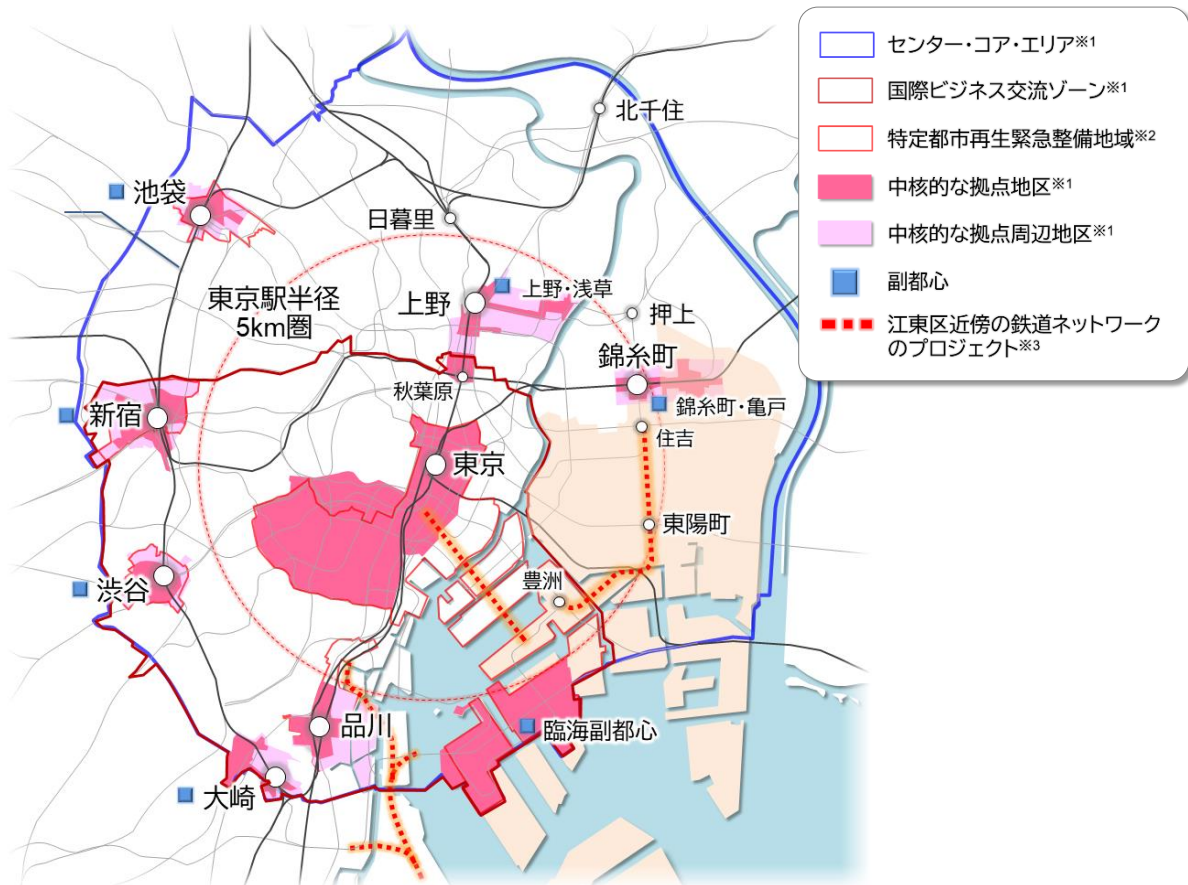 センター・コア・エリア※1
国際ビジネス交流ゾーン※1
特定都市再生緊急整備地域※2
中核的な拠点地区※1
中核的な拠点周辺地区※1
副都心
江東区近傍の鉄道ネットワーク
のプロジェクト※3
北千住
池袋
日暮里
東京駅半径
5km圏
上野
上野・浅草
押上
錦糸町
秋葉原
錦糸町・亀戸
新宿
住吉
東京
東陽町
渋谷
豊洲
品川
臨海副都心
大崎